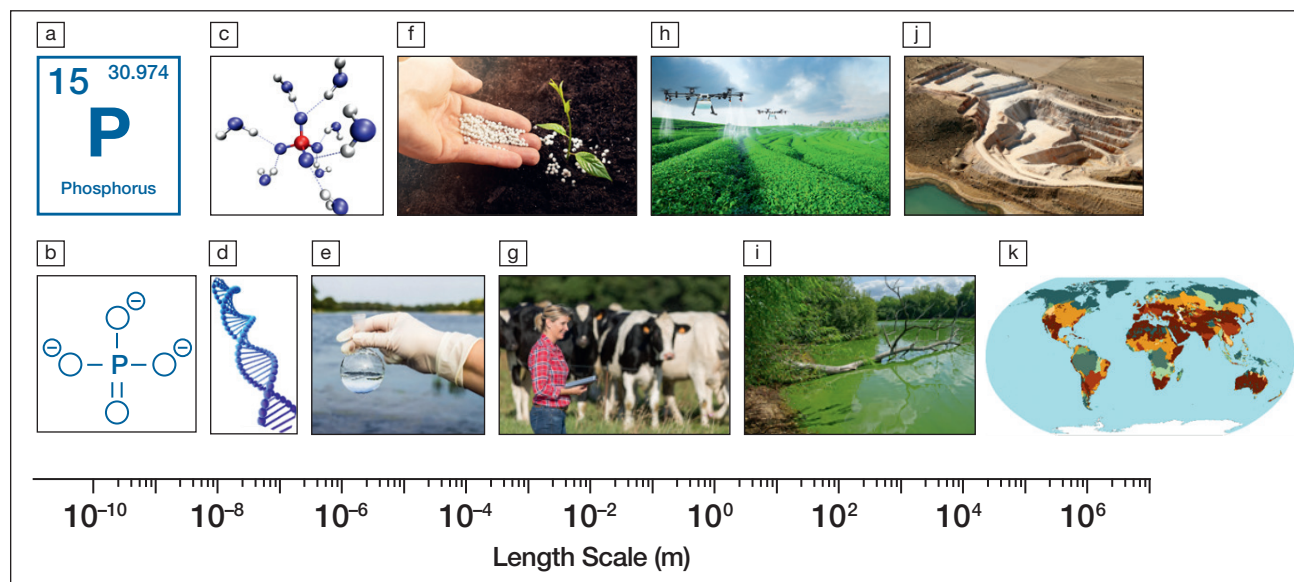 a
c
f
h
j
15 30.974
P
Phosphorus
b
d
e
g
i
k
⊖
⊖ ⊖
O
O – P – O
O
10⁻¹⁰ 10⁻⁸ 10⁻⁶ 10⁻⁴ 10⁻² 10⁰ 10² 10⁴ 10⁶
Length Scale (m)